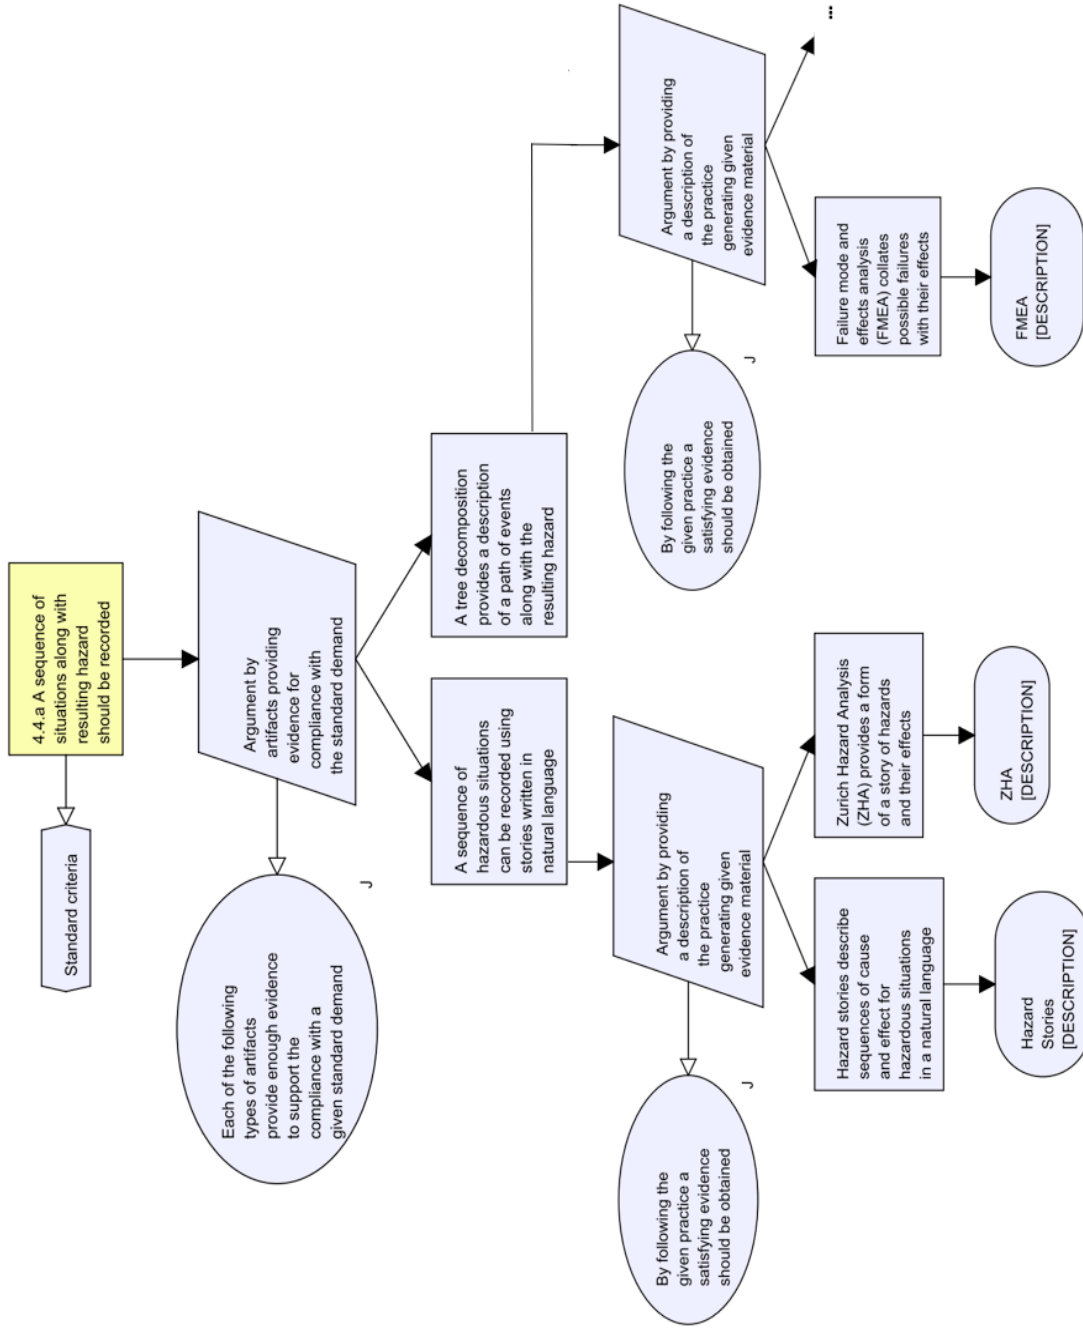 4.4.a A sequence of
situations along with
resulting hazard
should be recorded
Standard criteria
Argument by
artifacts providing
evidence for
compliance with
the standard demand
Each of the following
types of artifacts
provide enough evidence
to support the
compliance with a
given standard demand
J
A sequence of
hazardous situations
can be recorded using
stories written in
natural language
A tree decomposition
provides a description
of a path of events
along with the
resulting hazard
Argument by providing
a description of
the practice
generating given
evidence material
By following the
given practice a
satisfying evidence
should be obtained
J
Argument by providing
a description of
the practice
generating given
evidence material
By following the
given practice a
satisfying evidence
should be obtained
J
Hazard stories describe
sequences of cause
and effect for
hazardous situations
in a natural language
Zurich Hazard Analysis
(ZHA) provides a form
of a story of hazards
and their effects
Failure mode and
effects analysis
(FMEA) collates
possible failures
with their effects
...
Hazard
Stories
[DESCRIPTION]
ZHA
[DESCRIPTION]
FMEA
[DESCRIPTION]